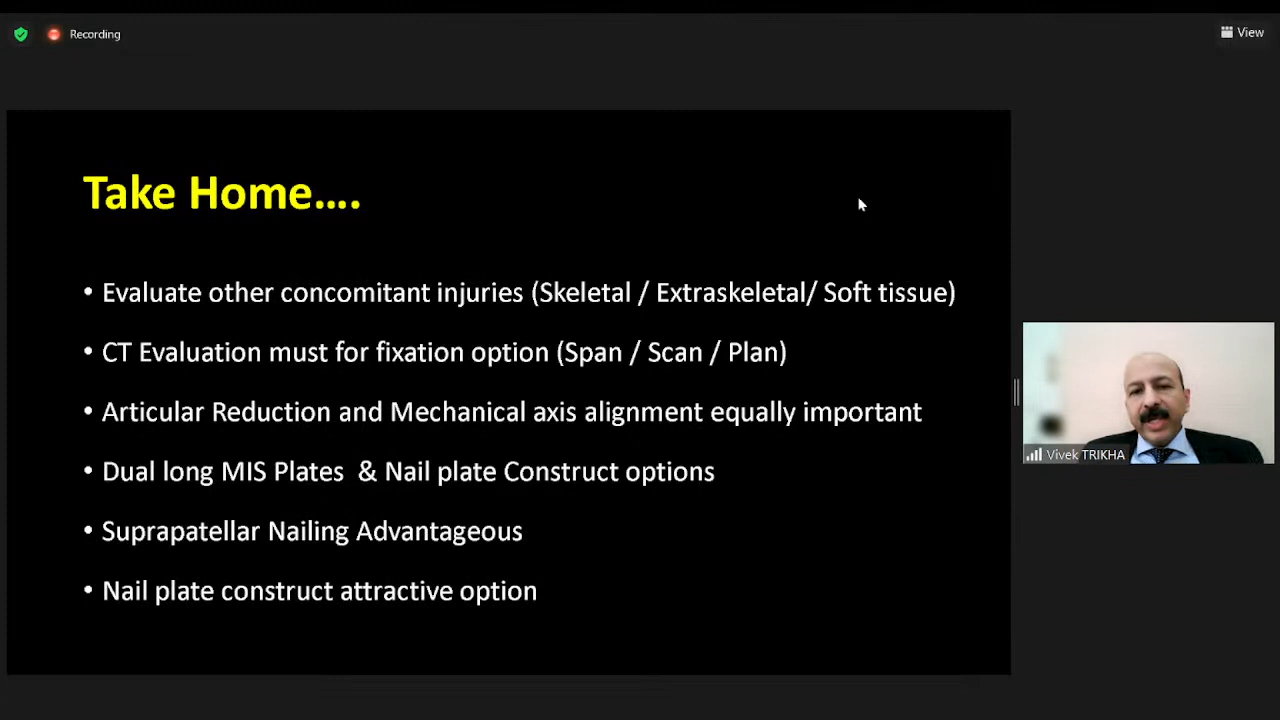 Recording
View
Take Home....
• Evaluate other concomitant injuries (Skeletal / Extraskeletal/ Soft tissue)
• CT Evaluation must for fixation option (Span / Scan / Plan)
• Articular Reduction and Mechanical axis alignment equally important
• Dual long MIS Plates & Nail plate Construct options
• Suprapatellar Nailing Advantageous
• Nail plate construct attractive option
Vivek TRIKHA